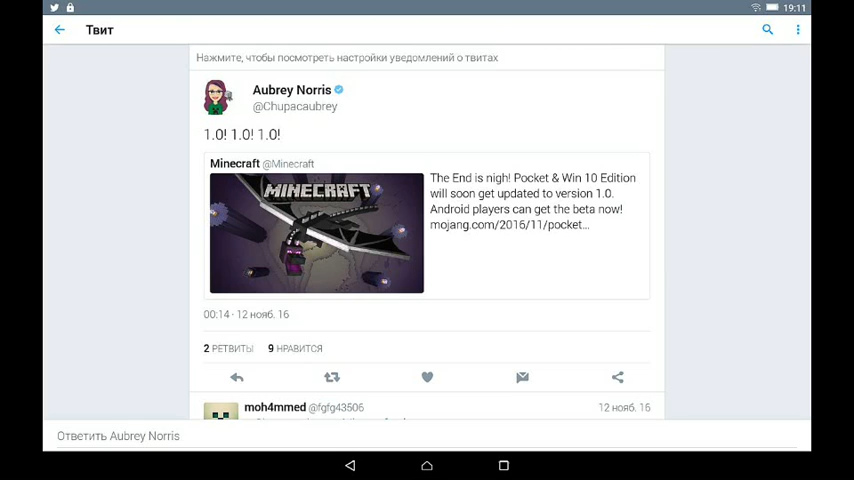 19:11
Твит
Нажмите, чтобы посмотреть настройки уведомлений о твитах
Aubrey Norris
@Chupacaubrey
1.0! 1.0! 1.0!
Minecraft @Minecraft
MINECRAFT
The End is nigh! Pocket & Win 10 Edition
will soon get updated to version 1.0.
Android players can get the beta now!
mojang.com/2016/11/pocket...
00:14 · 12 нояб. 16
2 РЕТВИТЫ 9 НРАВИТСЯ
moh4mmed @fgfg43506 12 нояб. 16
Ответить Aubrey Norris